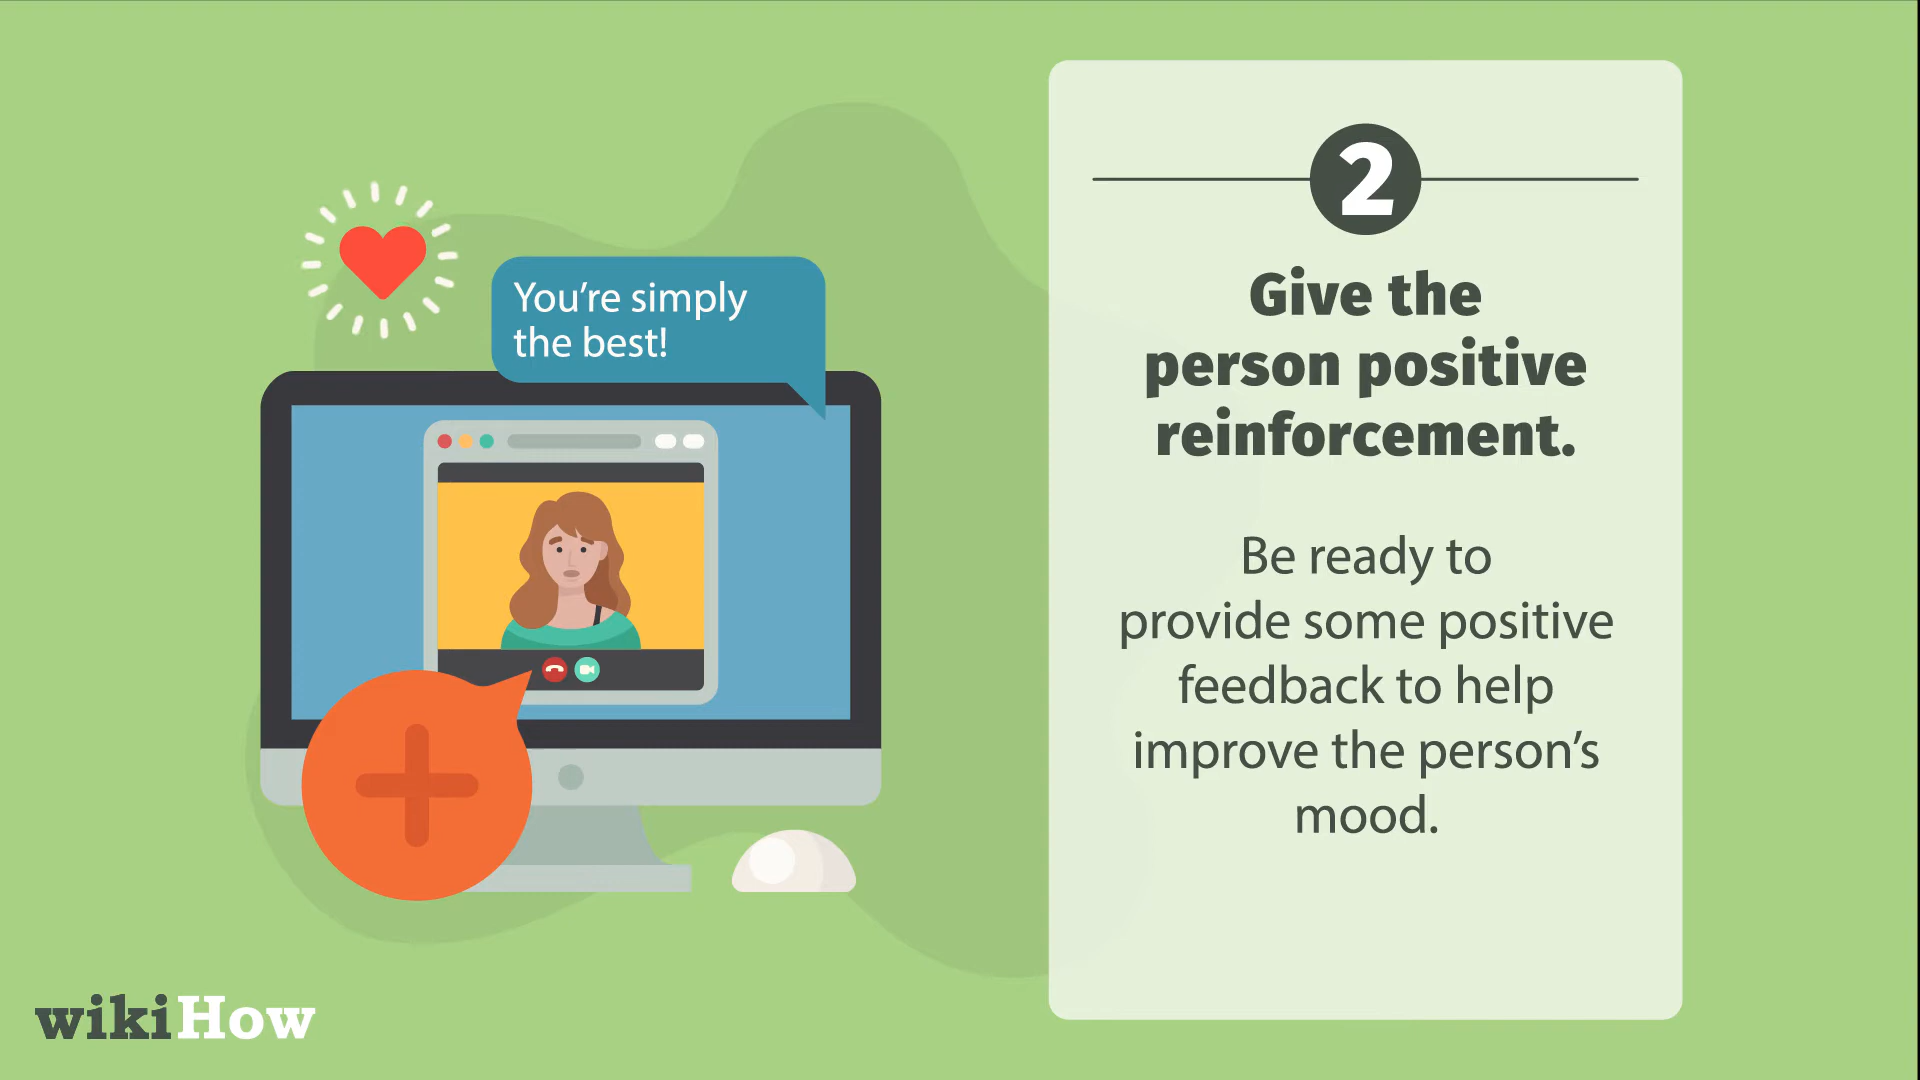 You're simply
the best!
2
Give the
person positive
reinforcement.
Be ready to
provide some positive
feedback to help
improve the person's
mood.
wikiHow